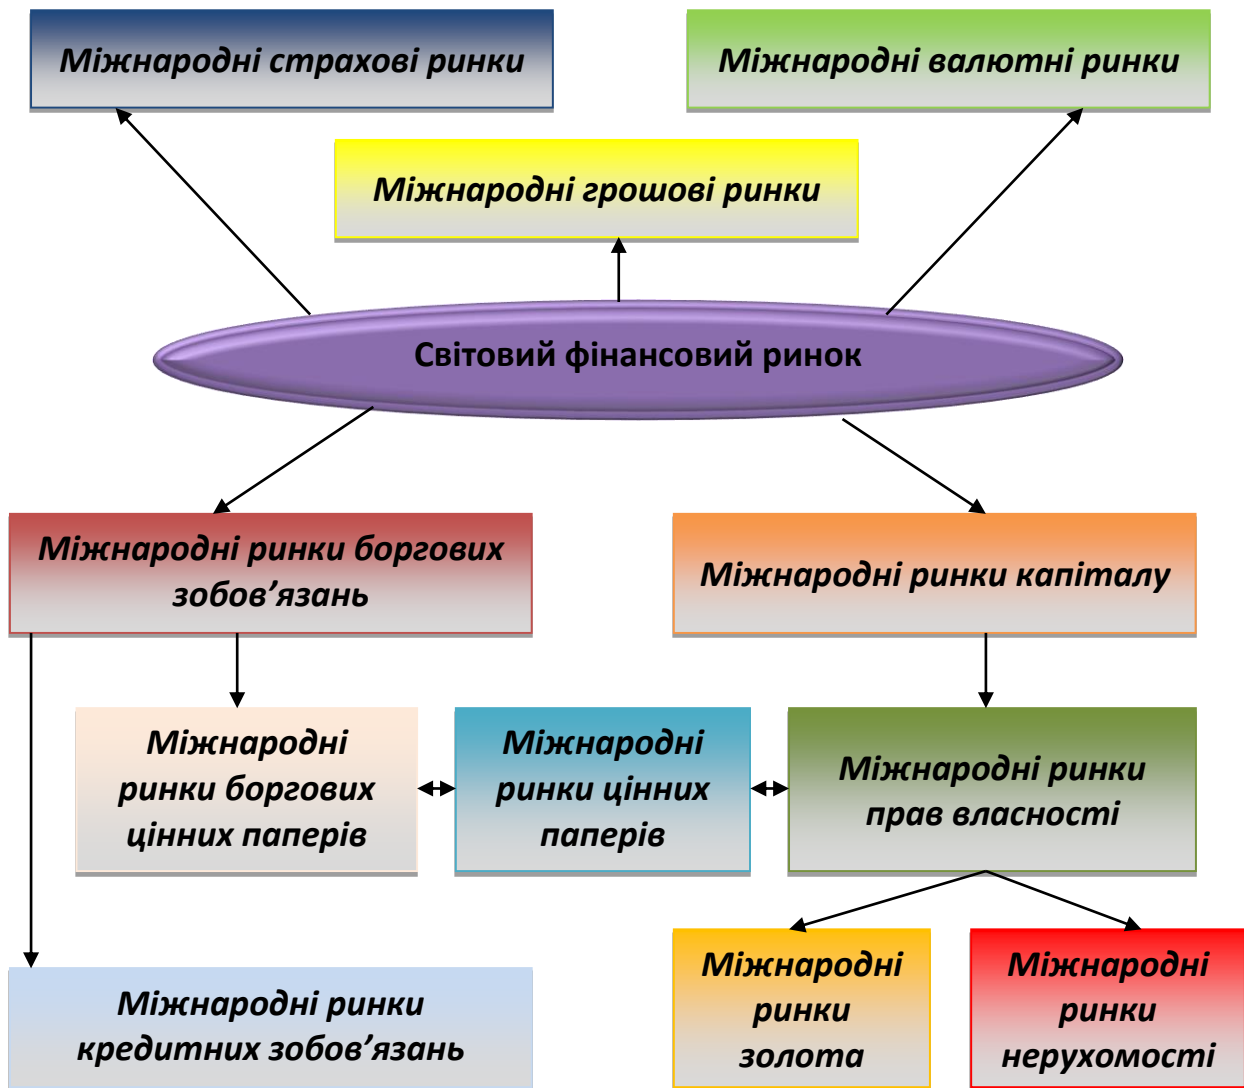 Міжнародні страхові ринки
Міжнародні валютні ринки
Міжнародні грошові ринки
Світовий фінансовий ринок
Міжнародні ринки боргових
зобов’язань
Міжнародні ринки капіталу
Міжнародні
ринки боргових
цінних паперів
Міжнародні
ринки цінних
паперів
Міжнародні ринки
прав власності
Міжнародні ринки
кредитних зобов’язань
Міжнародні
ринки
золота
Міжнародні
ринки
нерухомості